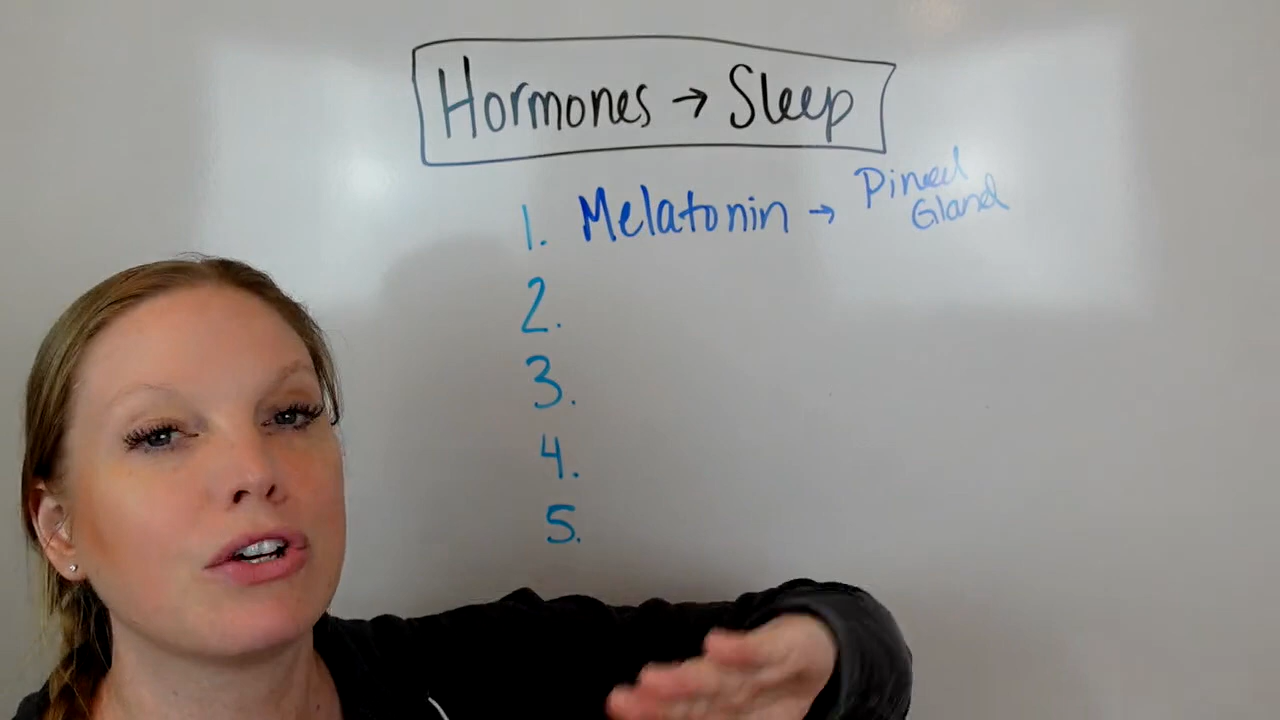 Hormones → Sleep
1. Melatonin → Pineal
Gland
2.
3.
4.
5.